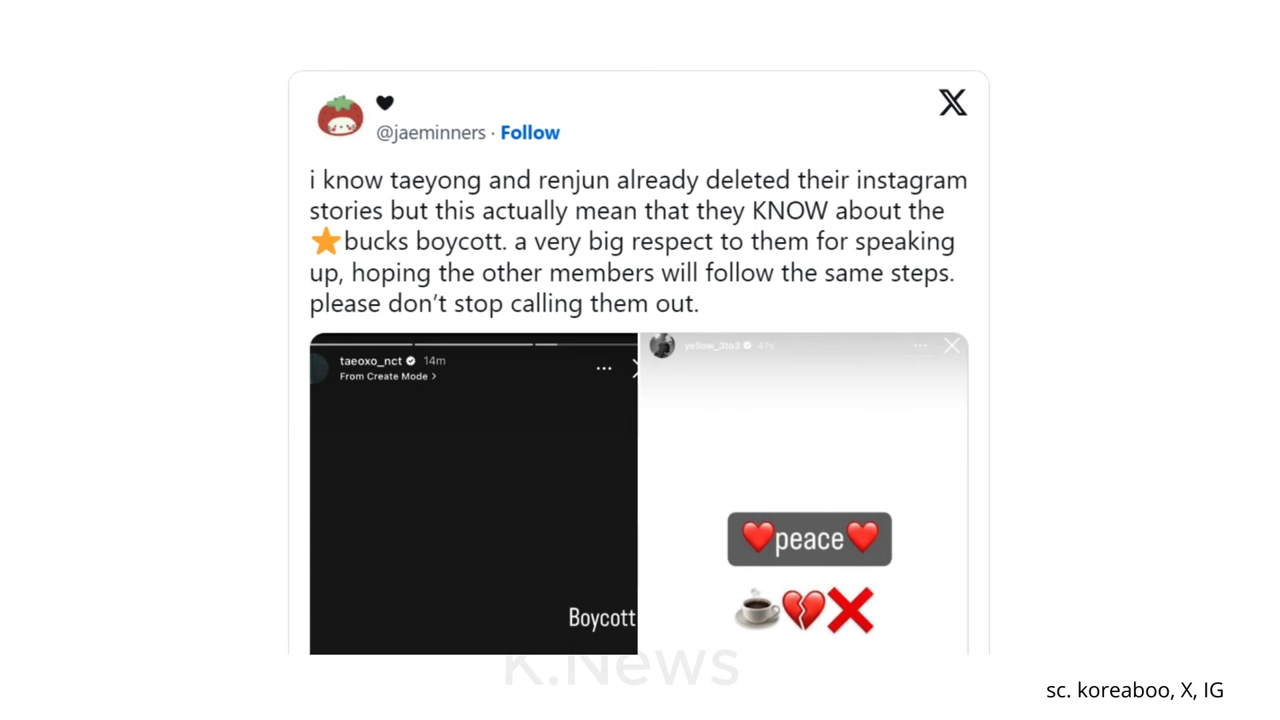 @jaeminners · Follow
i know taeyong and renjun already deleted their instagram
stories but this actually mean that they KNOW about the
⭐bucks boycott. a very big respect to them for speaking
up, hoping the other members will follow the same steps.
please don't stop calling them out.
taeoxo_nct 14m
From Create Mode >
Boycott
yellow_3to3 47s
❤️peace❤️
K.News
sc. koreaboo, X, IG